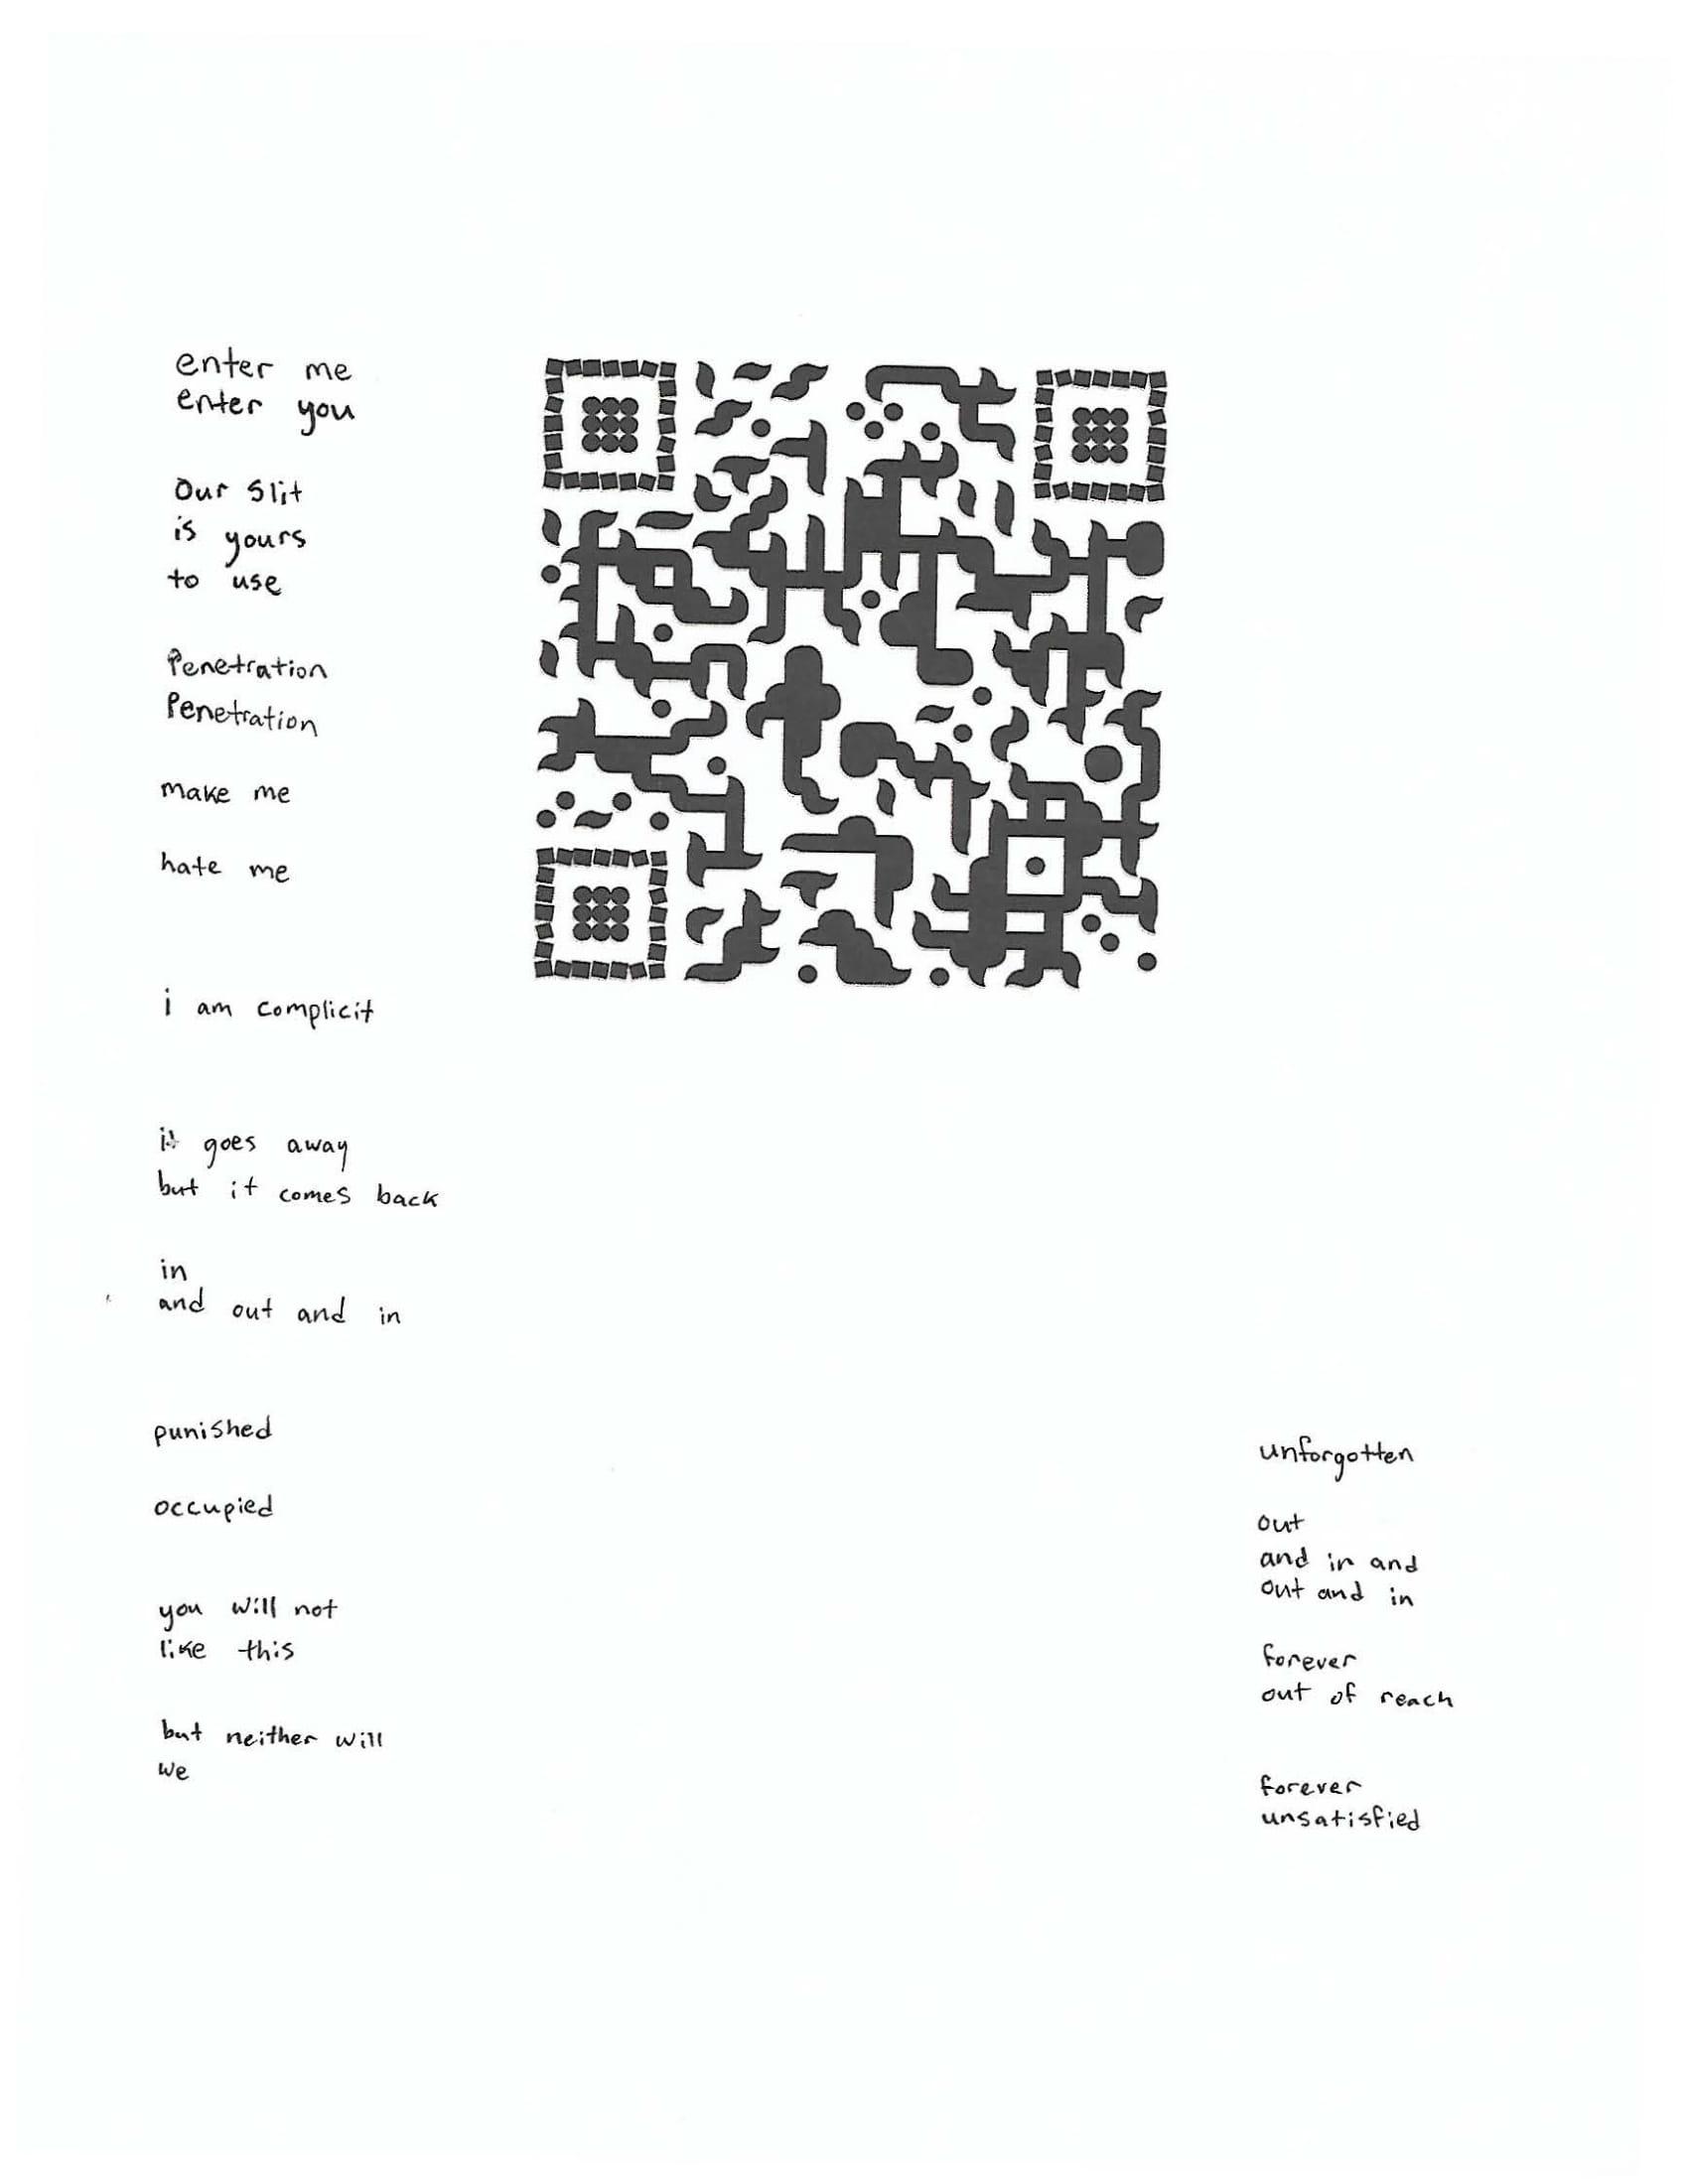 enter me
enter you
Our Slit
is yours
to use
Penetration
Penetration
make me
hate me
i am complicit
it goes away
but it comes back
in
and out and in
punished
occupied
you will not
like this
but neither will
we
unforgotten
out
and in and
out and in
forever
out of reach
forever
unsatisfied